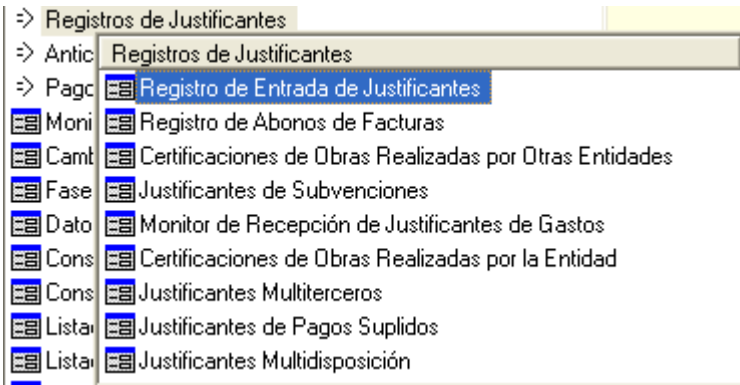 Registros de Justificantes
Antic
Registros de Justificantes
Pago
Registro de Entrada de Justificantes
Moni
Registro de Abonos de Facturas
Camb
Certificaciones de Obras Realizadas por Otras Entidades
Fase
Justificantes de Subvenciones
Dato
Monitor de Recepción de Justificantes de Gastos
Cons
Certificaciones de Obras Realizadas por la Entidad
Cons
Justificantes Multiterceros
Lista
Justificantes de Pagos Suplidos
Lista
Justificantes Multidisposición